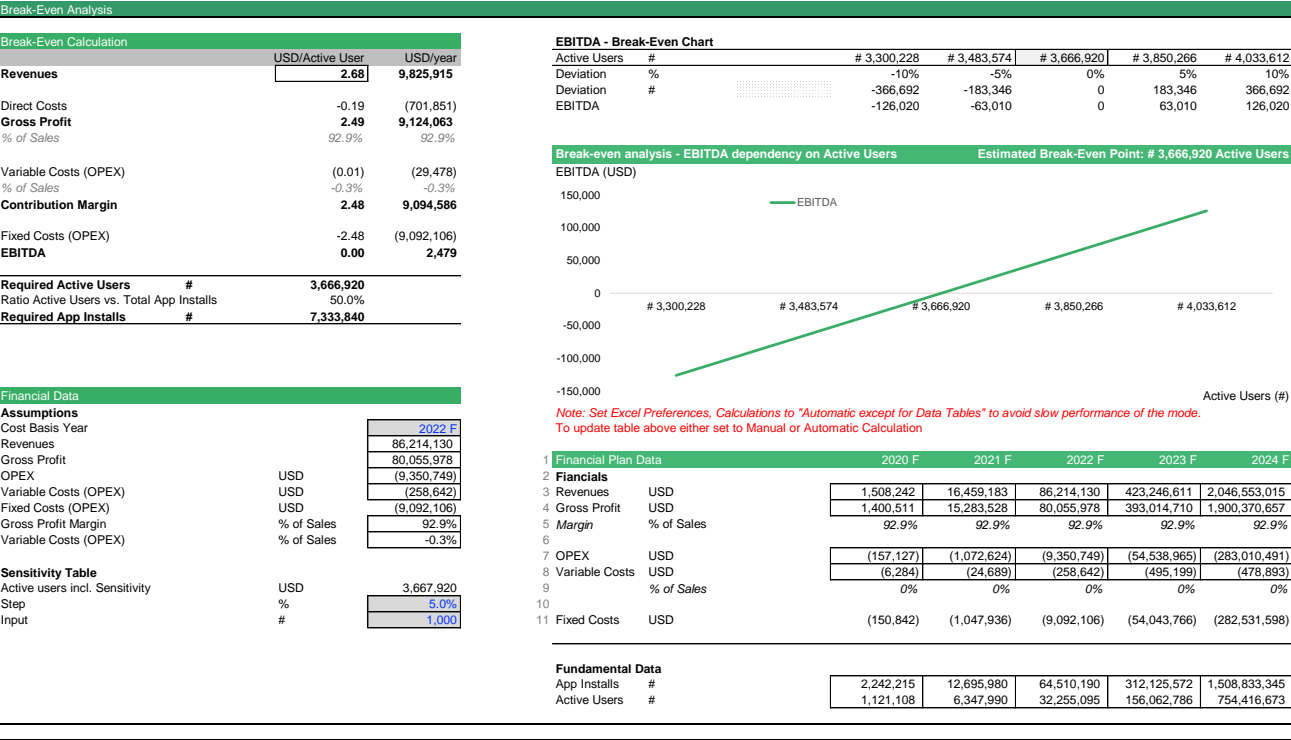 Break-Even Analysis
Break-Even Calculation
USD/Active User USD/year
Revenues 2.68 9,825,915
Direct Costs -0.19 (701,851)
Gross Profit 2.49 9,124,063
% of Sales 92.9% 92.9%
Variable Costs (OPEX) (0.01) (29,478)
% of Sales -0.3% -0.3%
Contribution Margin 2.48 9,094,586
Fixed Costs (OPEX) -2.48 (9,092,106)
EBITDA 0.00 2,479
Required Active Users # 3,666,920
Ratio Active Users vs. Total App Installs 50.0%
Required App Installs # 7,333,840
EBITDA - Break-Even Chart
Active Users # # 3,300,228 # 3,483,574 # 3,666,920 # 3,850,266 # 4,033,612
Deviation % -10% -5% 0% 5% 10%
Deviation # -366,692 -183,346 0 183,346 366,692
EBITDA -126,020 -63,010 0 63,010 126,020
Break-even analysis - EBITDA dependency on Active Users Estimated Break-Even Point: # 3,666,920 Active Users
EBITDA (USD)
EBITDA
150,000
100,000
50,000
0
-50,000
-100,000
-150,000
# 3,300,228 # 3,483,574 # 3,666,920 # 3,850,266 # 4,033,612
Active Users (#)
Note: Set Excel Preferences, Calculations to "Automatic except for Data Tables" to avoid slow performance of the mode.
To update table above either set to Manual or Automatic Calculation
Financial Data
Assumptions
Cost Basis Year 2022 F
Revenues 86,214,130
Gross Profit 80,055,978
OPEX USD (9,350,749)
Variable Costs (OPEX) USD (258,642)
Fixed Costs (OPEX) USD (9,092,106)
Gross Profit Margin % of Sales 92.9%
Variable Costs (OPEX) % of Sales -0.3%
Sensitivity Table
Active users incl. Sensitivity USD 3,667,920
Step % 5.0%
Input # 1,000
1 Financial Plan Data 2020 F 2021 F 2022 F 2023 F 2024 F
2 Fiancials
3 Revenues USD 1,508,242 16,459,183 86,214,130 423,246,611 2,046,553,015
4 Gross Profit USD 1,400,511 15,283,528 80,055,978 393,014,710 1,900,370,657
5 Margin % of Sales 92.9% 92.9% 92.9% 92.9% 92.9%
6
7 OPEX USD (157,127) (1,072,624) (9,350,749) (54,538,965) (283,010,491)
8 Variable Costs USD (6,284) (24,689) (258,642) (495,199) (478,893)
9 % of Sales 0% 0% 0% 0% 0%
10
11 Fixed Costs USD (150,842) (1,047,936) (9,092,106) (54,043,766) (282,531,598)
Fundamental Data
App Installs # 2,242,215 12,695,980 64,510,190 312,125,572 1,508,833,345
Active Users # 1,121,108 6,347,990 32,255,095 156,062,786 754,416,673